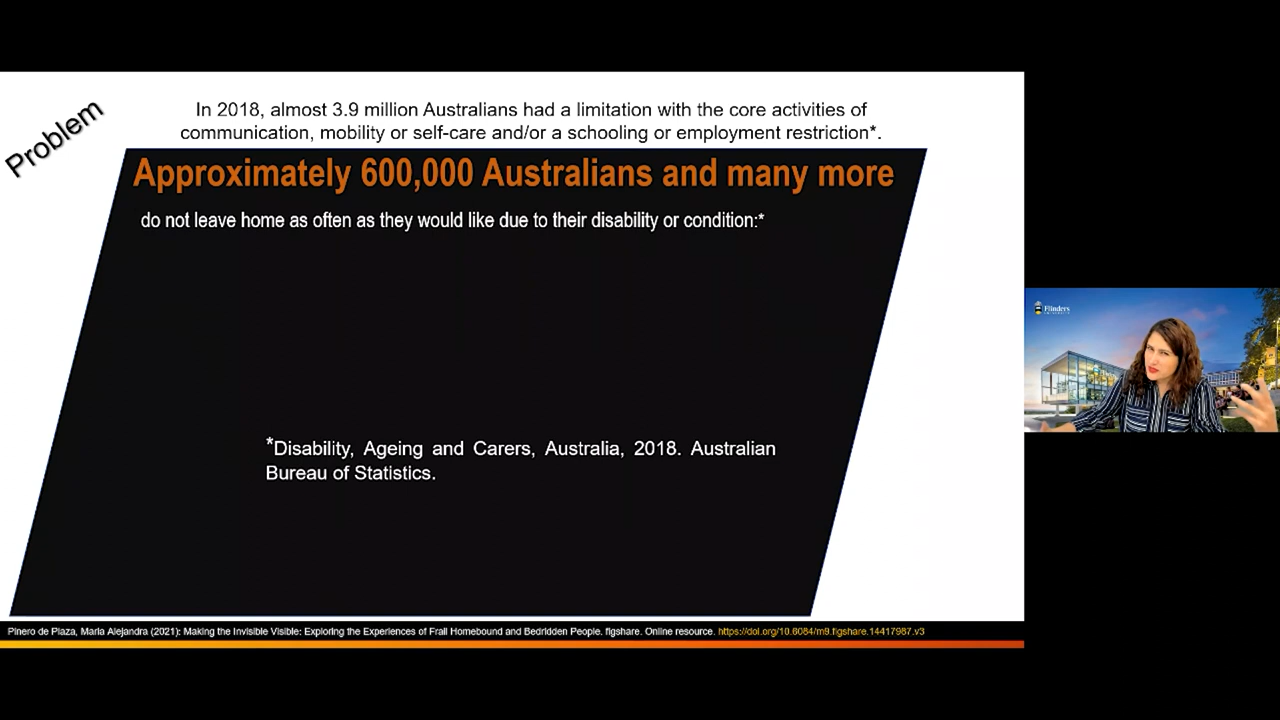 Problem
In 2018, almost 3.9 million Australians had a limitation with the core activities of
communication, mobility or self-care and/or a schooling or employment restriction*.
Approximately 600,000 Australians and many more
do not leave home as often as they would like due to their disability or condition:*
*Disability, Ageing and Carers, Australia, 2018. Australian
Bureau of Statistics.
Pinero de Plaza, Maria Alejandra (2021): Making the Invisible Visible: Exploring the Experiences of Frail Homebound and Bedridden People. figshare. Online resource. https://doi.org/10.6084/m9.figshare.14417987.v3
Flinders
UNIVERSITY